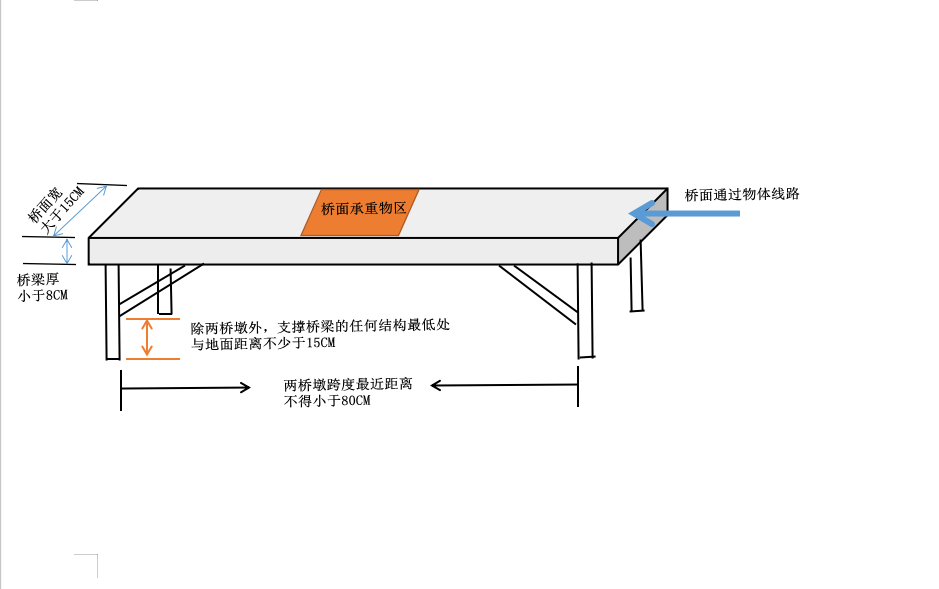 桥面宽
大于15CM
桥面承重物区
桥面通过物体线路
桥梁厚
小于8CM
除两桥墩外，支撑桥梁的任何结构最低处
与地面距离不少于15CM
两桥墩跨度最近距离
不得小于80CM